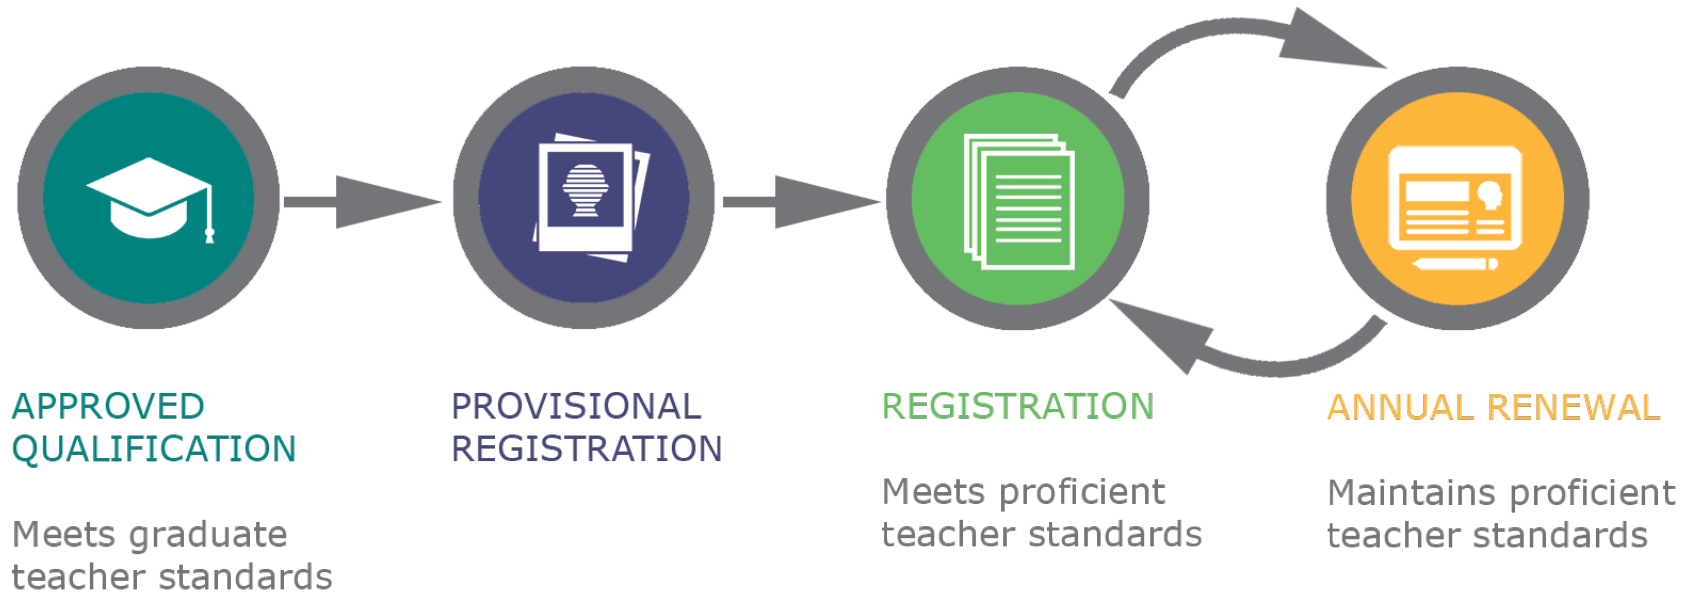 APPROVED
QUALIFICATION
Meets graduate
teacher standards
PROVISIONAL
REGISTRATION
REGISTRATION
Meets proficient
teacher standards
ANNUAL RENEWAL
Maintains proficient
teacher standards